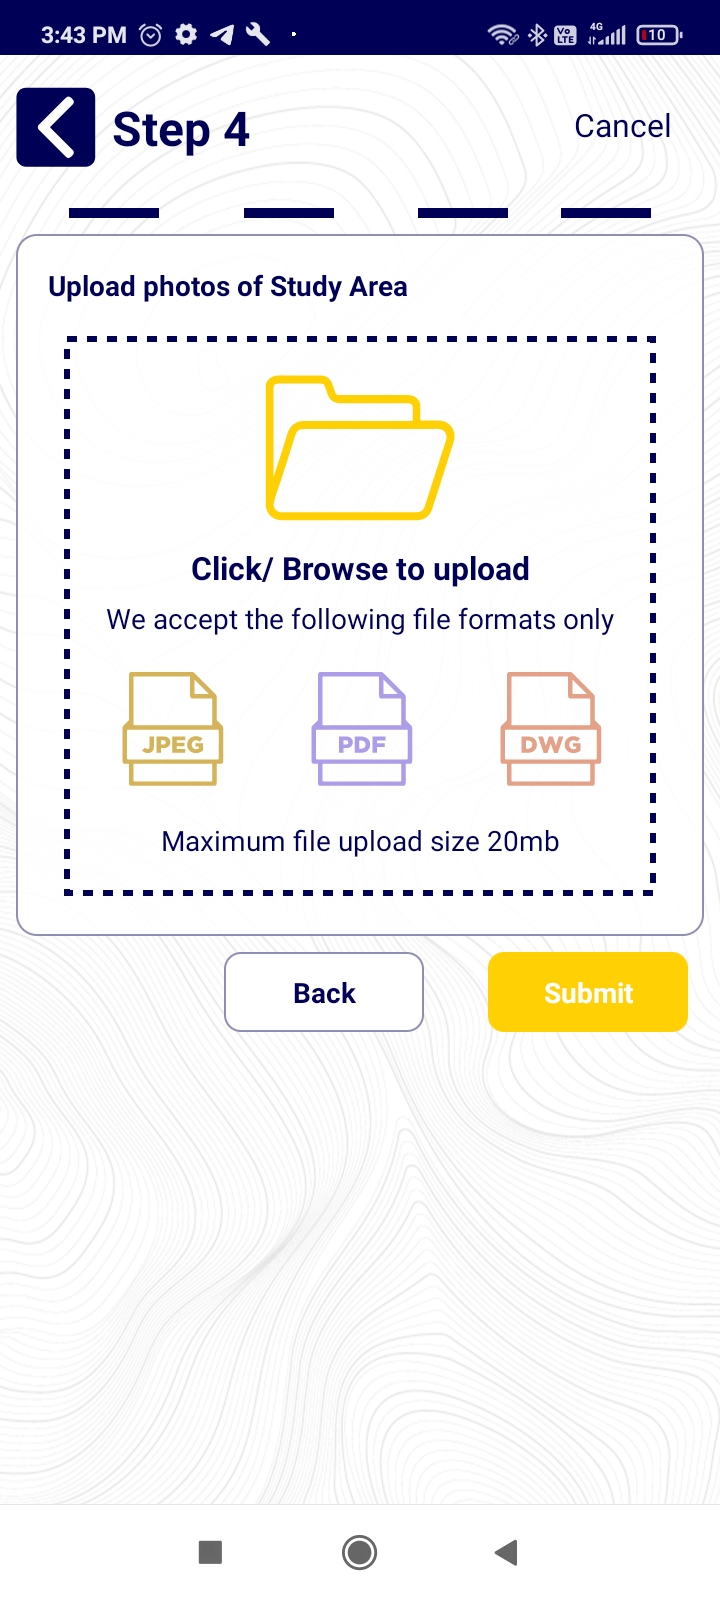 3:43 PM
Vo LTE
4G
10
Step 4
Cancel
Upload photos of Study Area
Click/ Browse to upload
We accept the following file formats only
JPEG PDF DWG
Maximum file upload size 20mb
Back
Submit